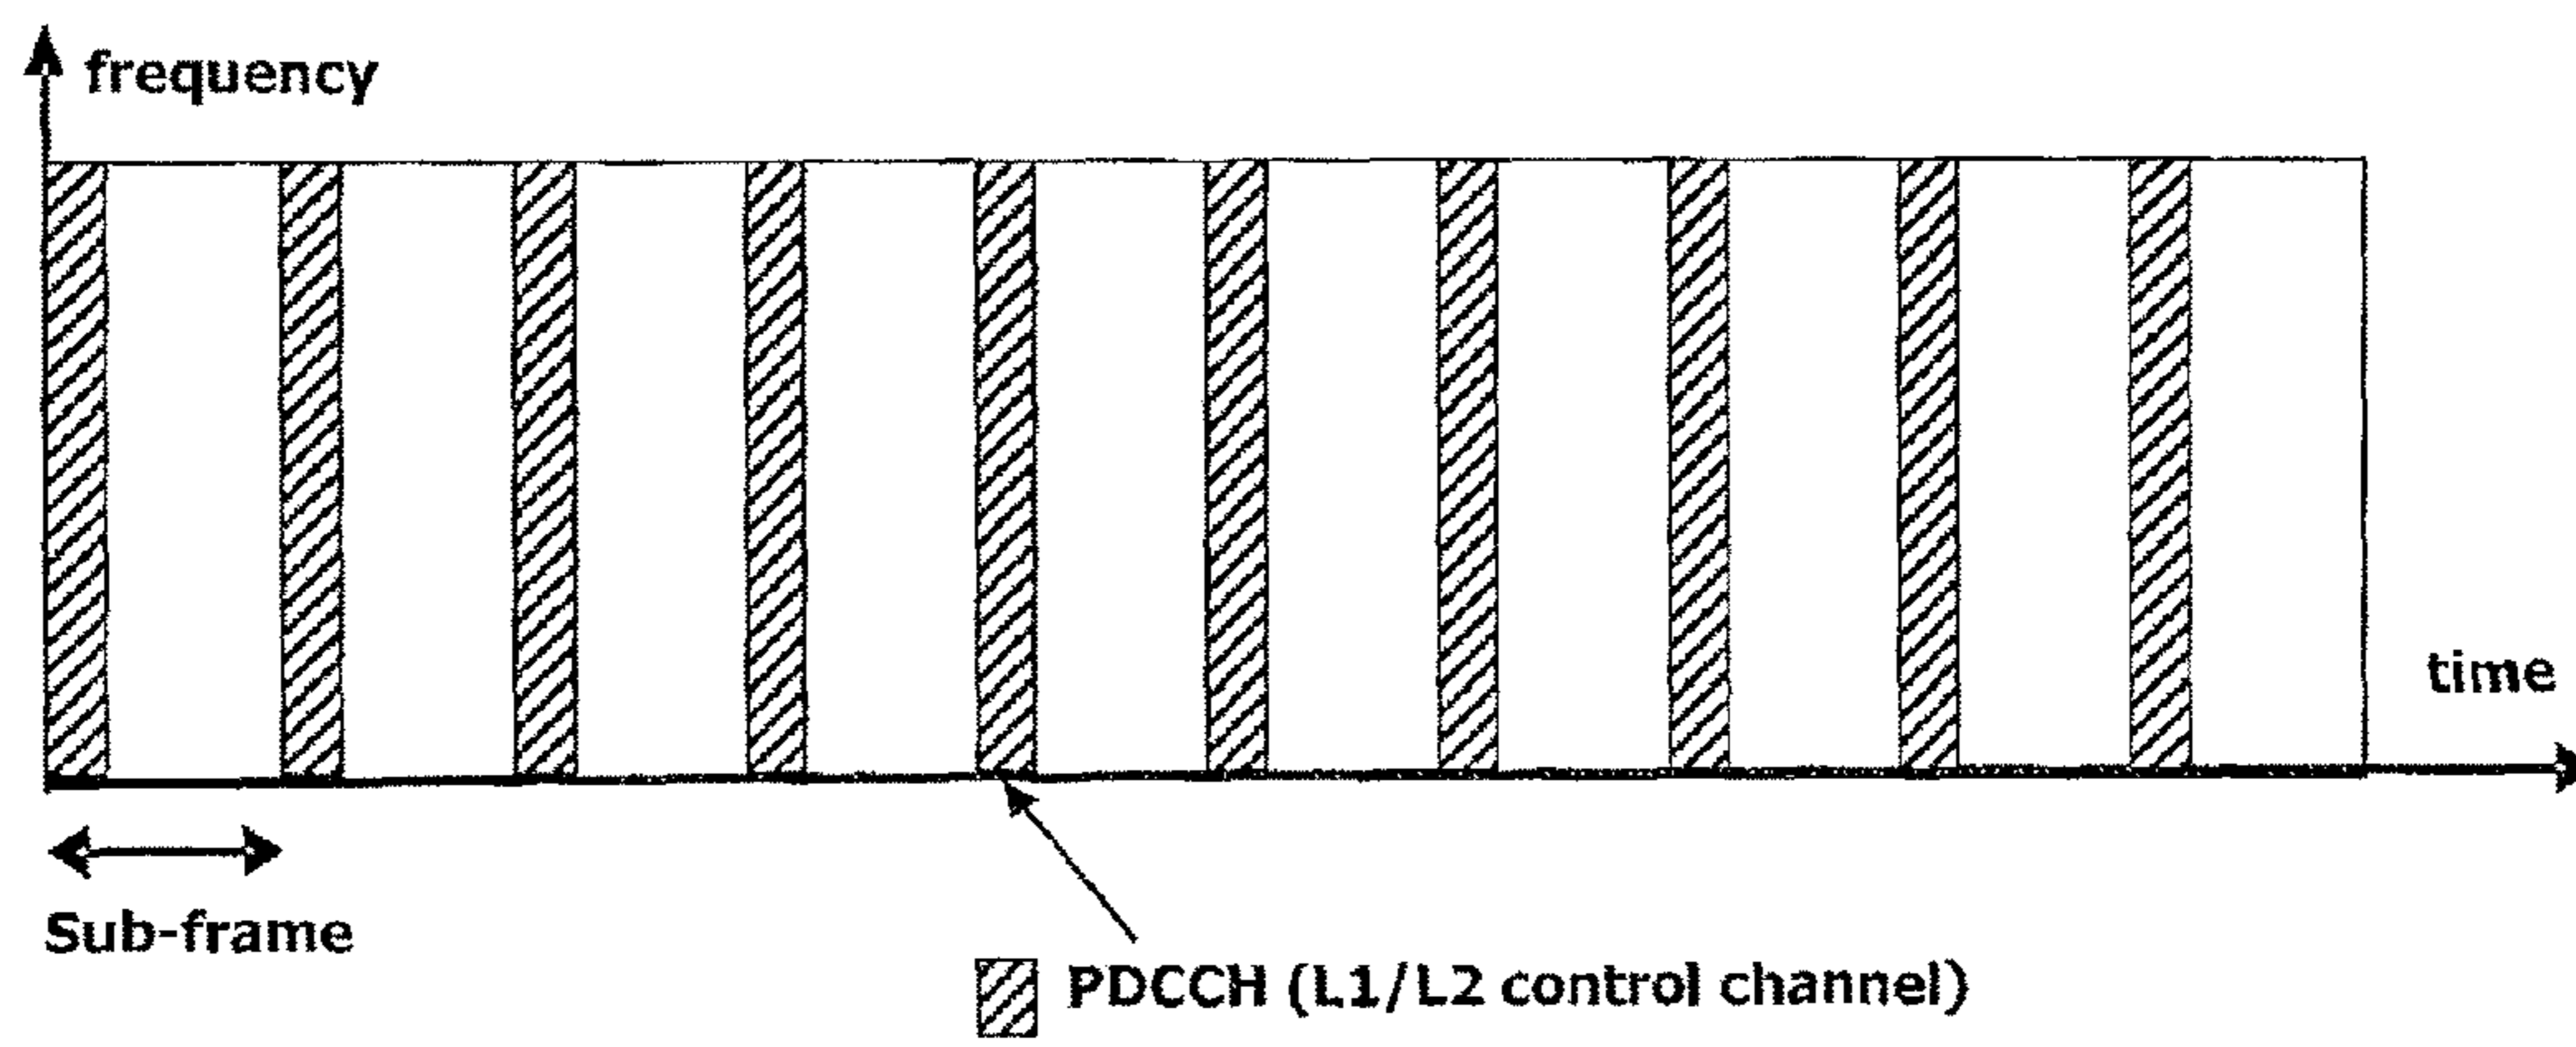 frequency
time
Sub-frame
PDCCH (L1/L2 control channel)